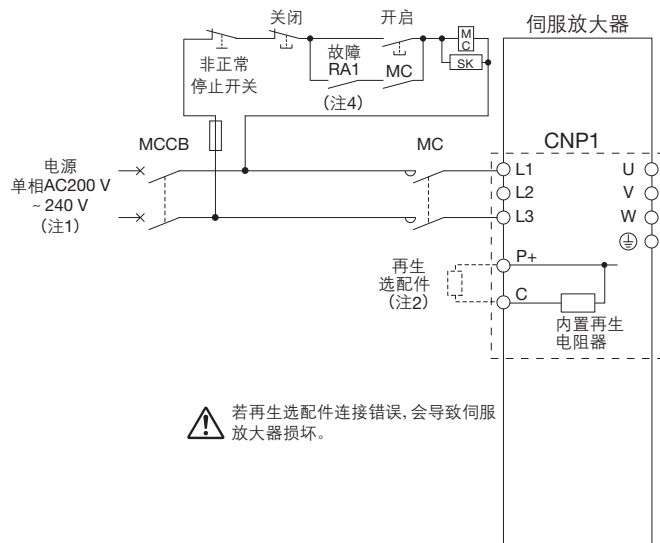 关闭
开启
伺服放大器
M
C
SK
非正常
停止开关
故障
RA1
MC
（注4）
MCCB
MC
CNP1
电源
单相AC200 V
~ 240 V
（注1）
L1
L2
L3
U
V
W
再生
选配件
（注2）
P+
C
内置再生
电阻器
若再生选配件连接错误, 会导致伺服
放大器损坏。